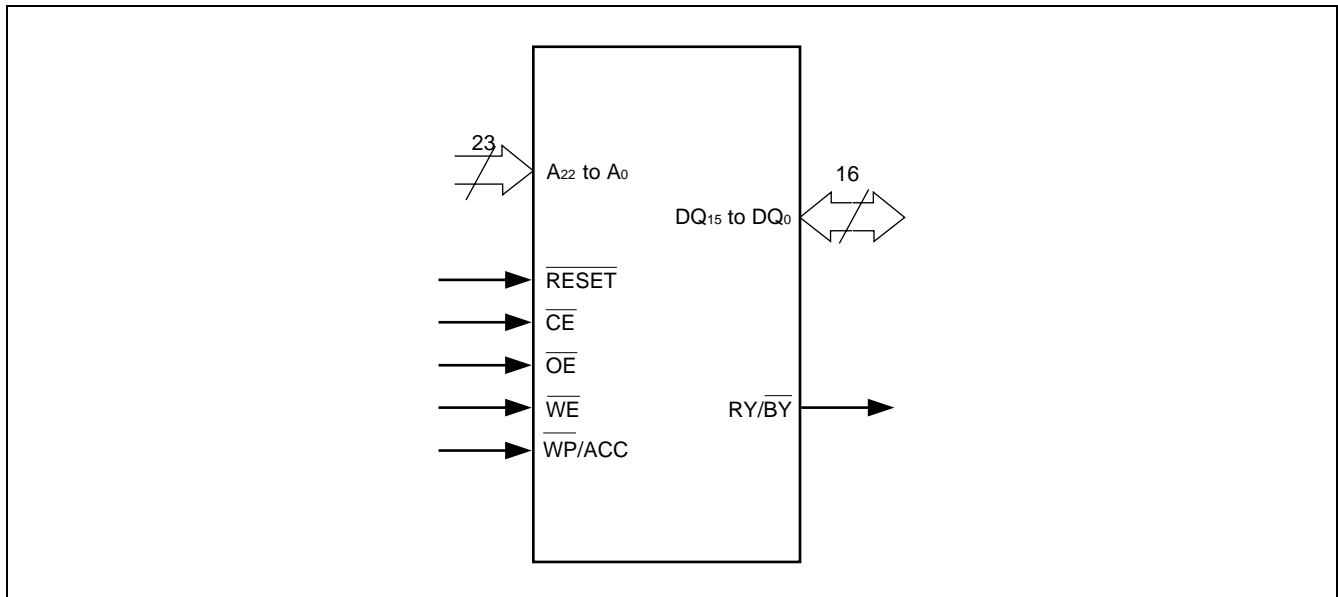 23
A22 to A0
16
DQ15 to DQ0
RESET
CE
OE
WE
RY/BY
WP/ACC